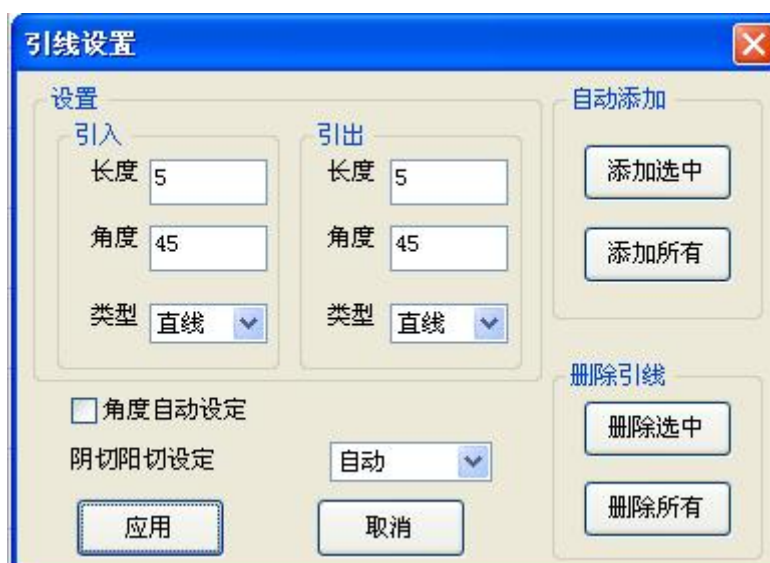 引线设置
设置
自动添加
引入
引出
长度 5
长度 5
添加选中
角度 45
角度 45
添加所有
类型 直线
类型 直线
删除引线
角度自动设定
删除选中
阴切阳切设定 自动
删除所有
应用
取消